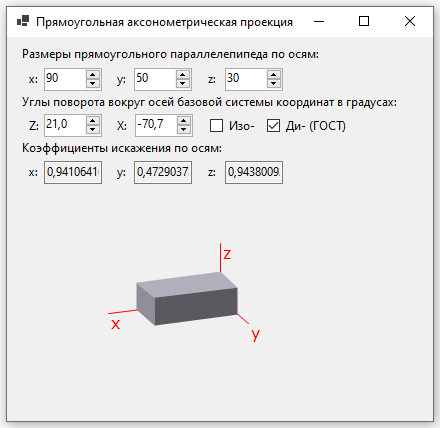 Прямоугольная аксонометрическая проекция
Размеры прямоугольного параллелепипеда по осям:
x: 90 y: 50 z: 30
Углы поворота вокруг осей базовой системы координат в градусах:
Z: 21,0 X: -70,7 Изо- Ди- (ГОСТ)
Коэффициенты искажения по осям:
x: 0,9410641 y: 0,4729037 z: 0,9438009
z
x
y